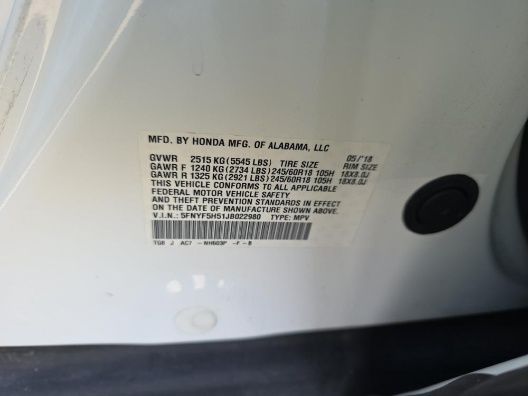 MFD. BY HONDA MFG. OF ALABAMA, LLC
GVWR 2515 KG(5545 LBS) TIRE SIZE 05/'18 RIM SIZE
GAWR F 1240 KG(2734 LBS)245/60R18 105H 18X8.0J
GAWR R 1325 KG(2921 LBS)245/60R18 105H 18X8.0J
THIS VEHICLE CONFORMS TO ALL APPLICABLE
FEDERAL MOTOR VEHICLE SAFETY
AND THEFT PREVENTION STANDARDS IN EFFECT
ON THE DATE OF MANUFACTURE SHOWN ABOVE.
V.I.N.: 5FNYF5H51JB022980 TYPE: MPV
TG8 J AC7 -NH603P -F -B